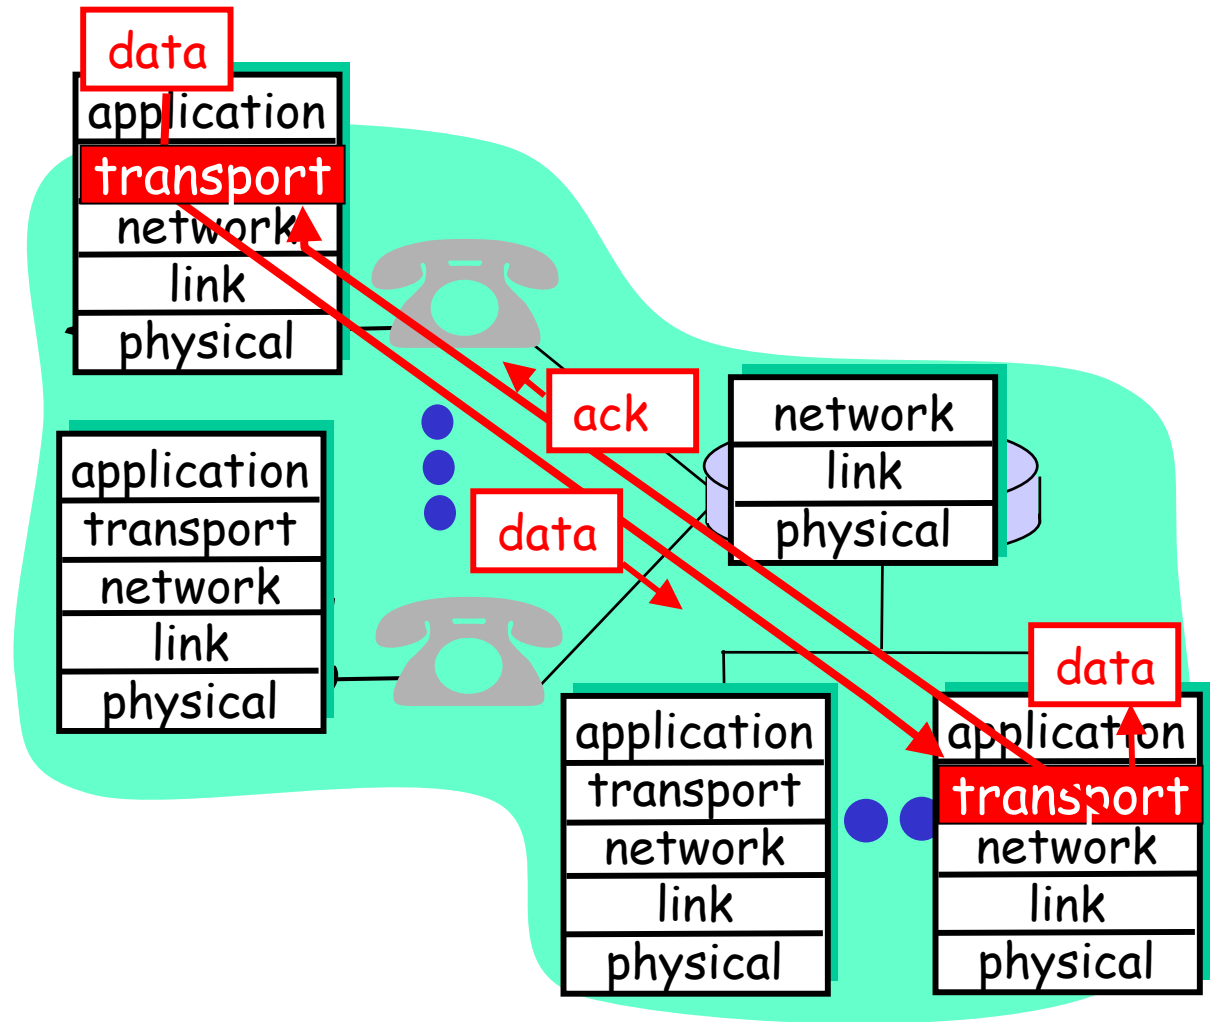 data
application
transport
network
link
physical
ack
network
link
physical
application
transport
network
link
physical
data
data
application
transport
network
link
physical
application
transport
network
link
physical